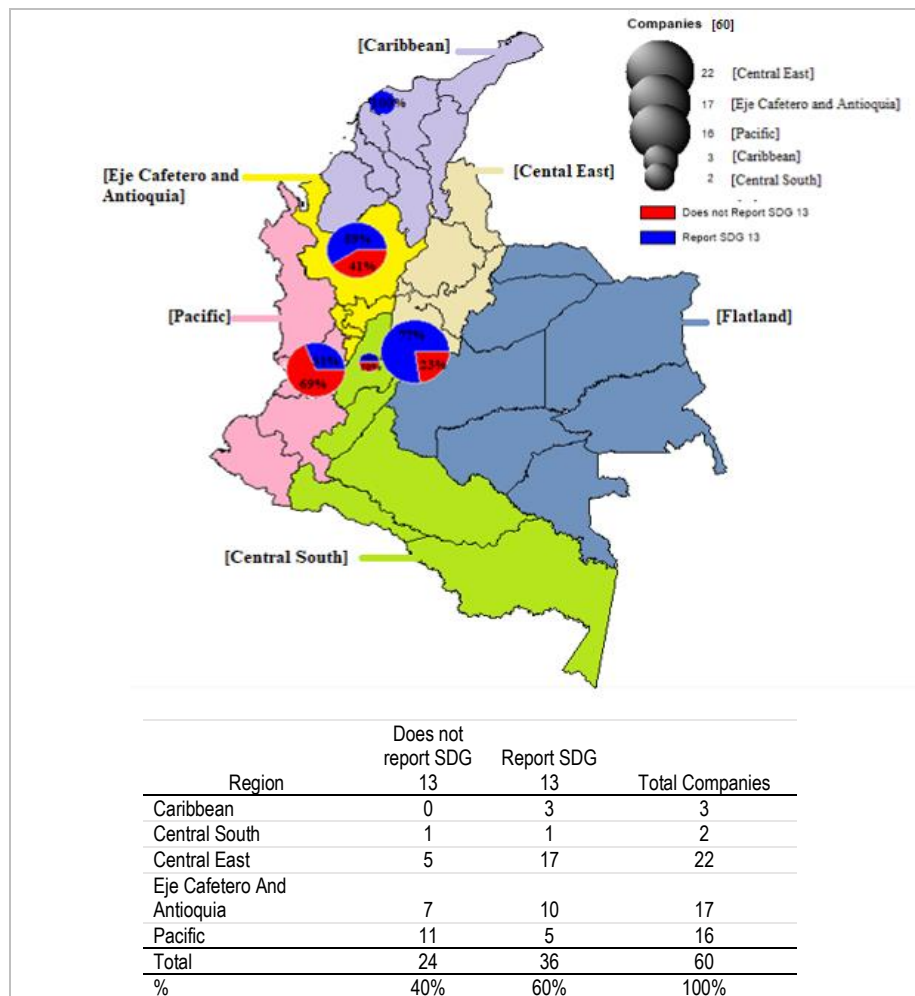 Companies [60]
[Caribbean]
22 [Central East]
17 [Eje Cafetero and Antioquia]
16 [Pacific]
3 [Caribbean]
2 [Central South]
[Eje Cafetero and
Antioquia]
[Cental East]
Does not Report SDG 13
Report SDG 13
41%
[Pacific]
[Flatland]
77%
23%
69%
[Central South]
Does not
report SDG
13
Report SDG
13
Region
Total Companies
Caribbean 0 3 3
Central South 1 1 2
Central East 5 17 22
Eje Cafetero And
Antioquia 7 10 17
Pacific 11 5 16
Total 24 36 60
% 40% 60% 100%